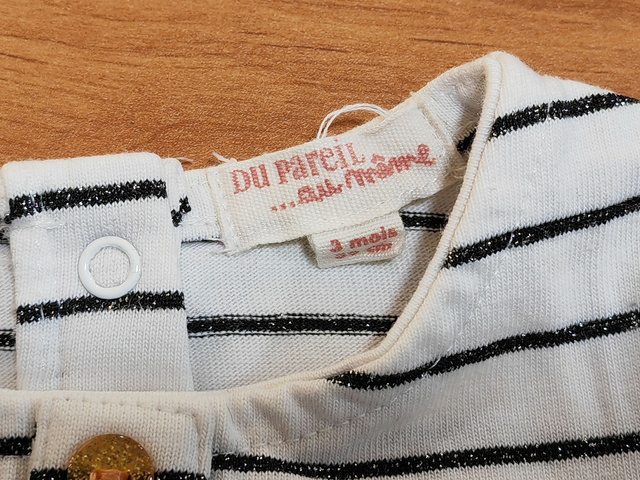 DU PAREIL
...au même
3 mois